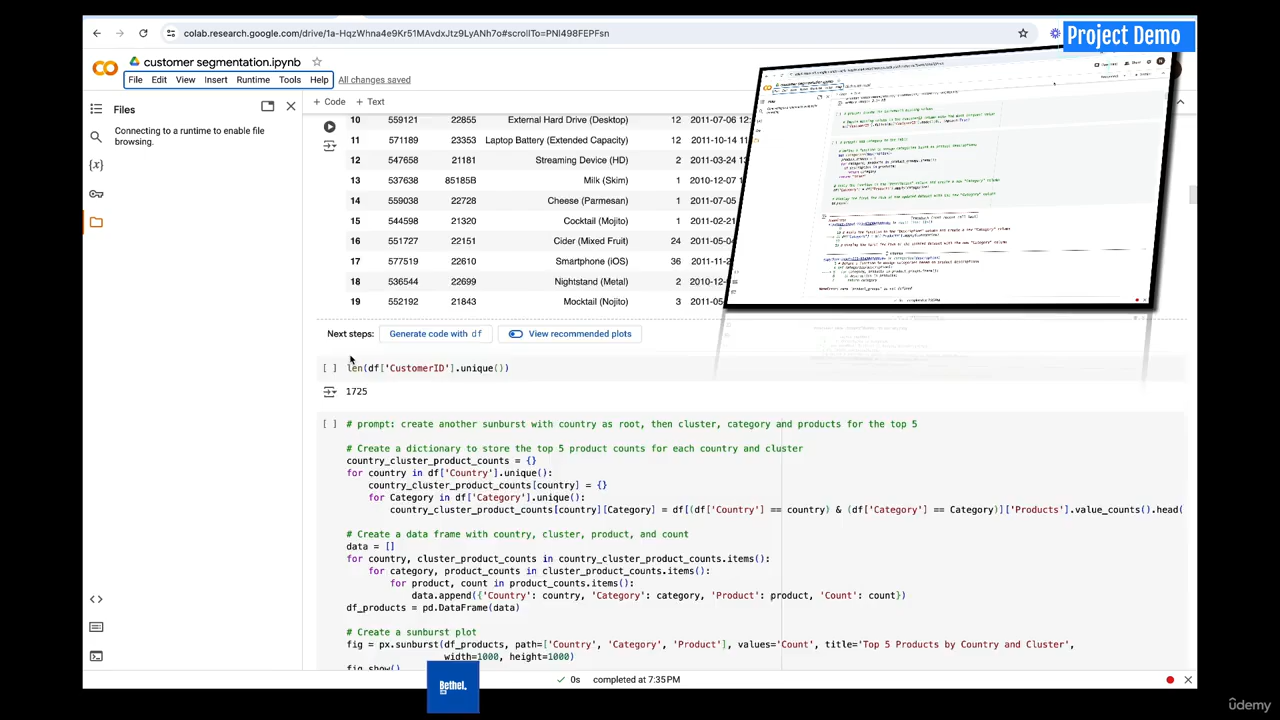 colab.research.google.com/drive/1a-HqzWhna4e9Kr51MAvdxJtz9LyANh7o#scrollTo=PNl498FEPFsn
Project Demo
customer segmentation.ipynb
File Edit View Insert Runtime Tools Help All changes saved
Files
+ Code + Text
Connecting to a runtime to enable file
browsing.
10 559121 22855 External Hard Drive (Desktop) 12 2011-07-06 12:
11 571189 23353 Laptop Battery (Extended Capacity) 12 2011-10-14
12 547658 21181 Streaming Device (HD) 2 2011-03-24
13 537638 21858 Milk (Skim) 1 2010-12-07
14 559038 22728 Cheese (Parmesan) 1 2011-07-05
15 544598 21320 Cocktail (Mojito) 1 2011-02-2
16 551727 22151 Cider (Mixed Fruit) 24 2011-05-0
17 577519 22610 Smartphone (iOS) 36 2011-11-2
18 536544 22699 Nightstand (Metal) 2 2010-12-
19 552192 21843 Mocktail (Nojito) 3 2011-05
Next steps: Generate code with df View recommended plots
[ ] len(df['CustomerID'].unique())
1725
[ ] # prompt: create another sunburst with country as root, then cluster, category and products for the top 5
# Create a dictionary to store the top 5 product counts for each country and cluster
country_cluster_product_counts = {}
for country in df['Country'].unique():
country_cluster_product_counts[country] = {}
for Category in df['Category'].unique():
country_cluster_product_counts[country][Category] = df[(df['Country'] == country) & (df['Category'] == Category)]['Products'].value_counts().head(
# Create a data frame with country, cluster, product, and count
data = []
for country, cluster_product_counts in country_cluster_product_counts.items():
for category, product_counts in cluster_product_counts.items():
for product, count in product_counts.items():
data.append({'Country': country, 'Category': category, 'Product': product, 'Count': count})
df_products = pd.DataFrame(data)
# Create a sunburst plot
fig = px.sunburst(df_products, path=['Country', 'Category', 'Product'], values='Count', title='Top 5 Products by Country and Cluster',
width=1000, height=1000)
fig.show()
Bethel.
0s completed at 7:35PM
ûdemy